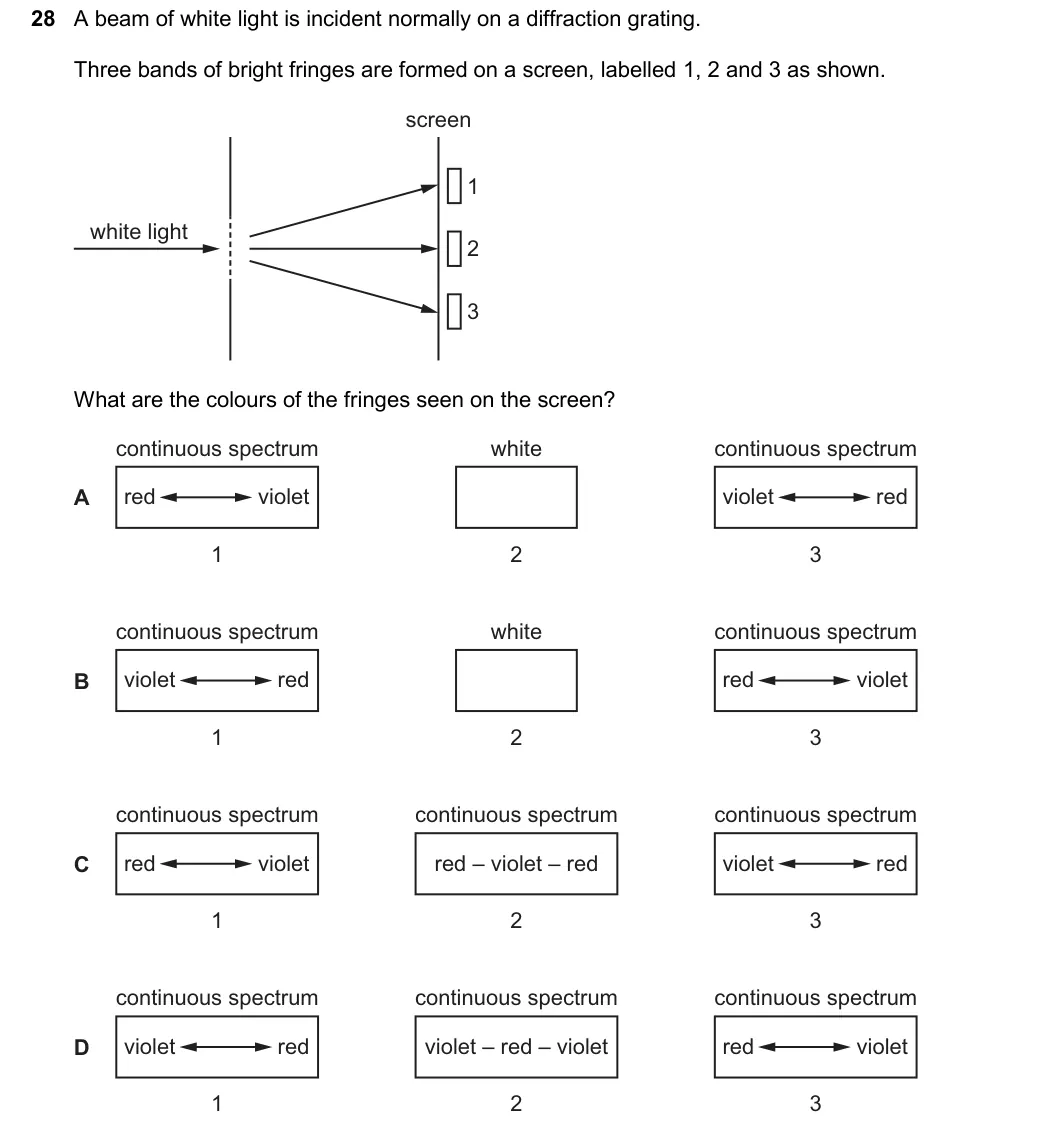 28 A beam of white light is incident normally on a diffraction grating.
Three bands of bright fringes are formed on a screen, labelled 1, 2 and 3 as shown.
screen
1
white light
2
3
What are the colours of the fringes seen on the screen?
continuous spectrum white continuous spectrum
A red violet violet red
1 2 3
continuous spectrum white continuous spectrum
B violet red red violet
1 2 3
continuous spectrum continuous spectrum continuous spectrum
C red violet red – violet – red violet red
1 2 3
continuous spectrum continuous spectrum continuous spectrum
D violet red violet – red – violet red violet
1 2 3